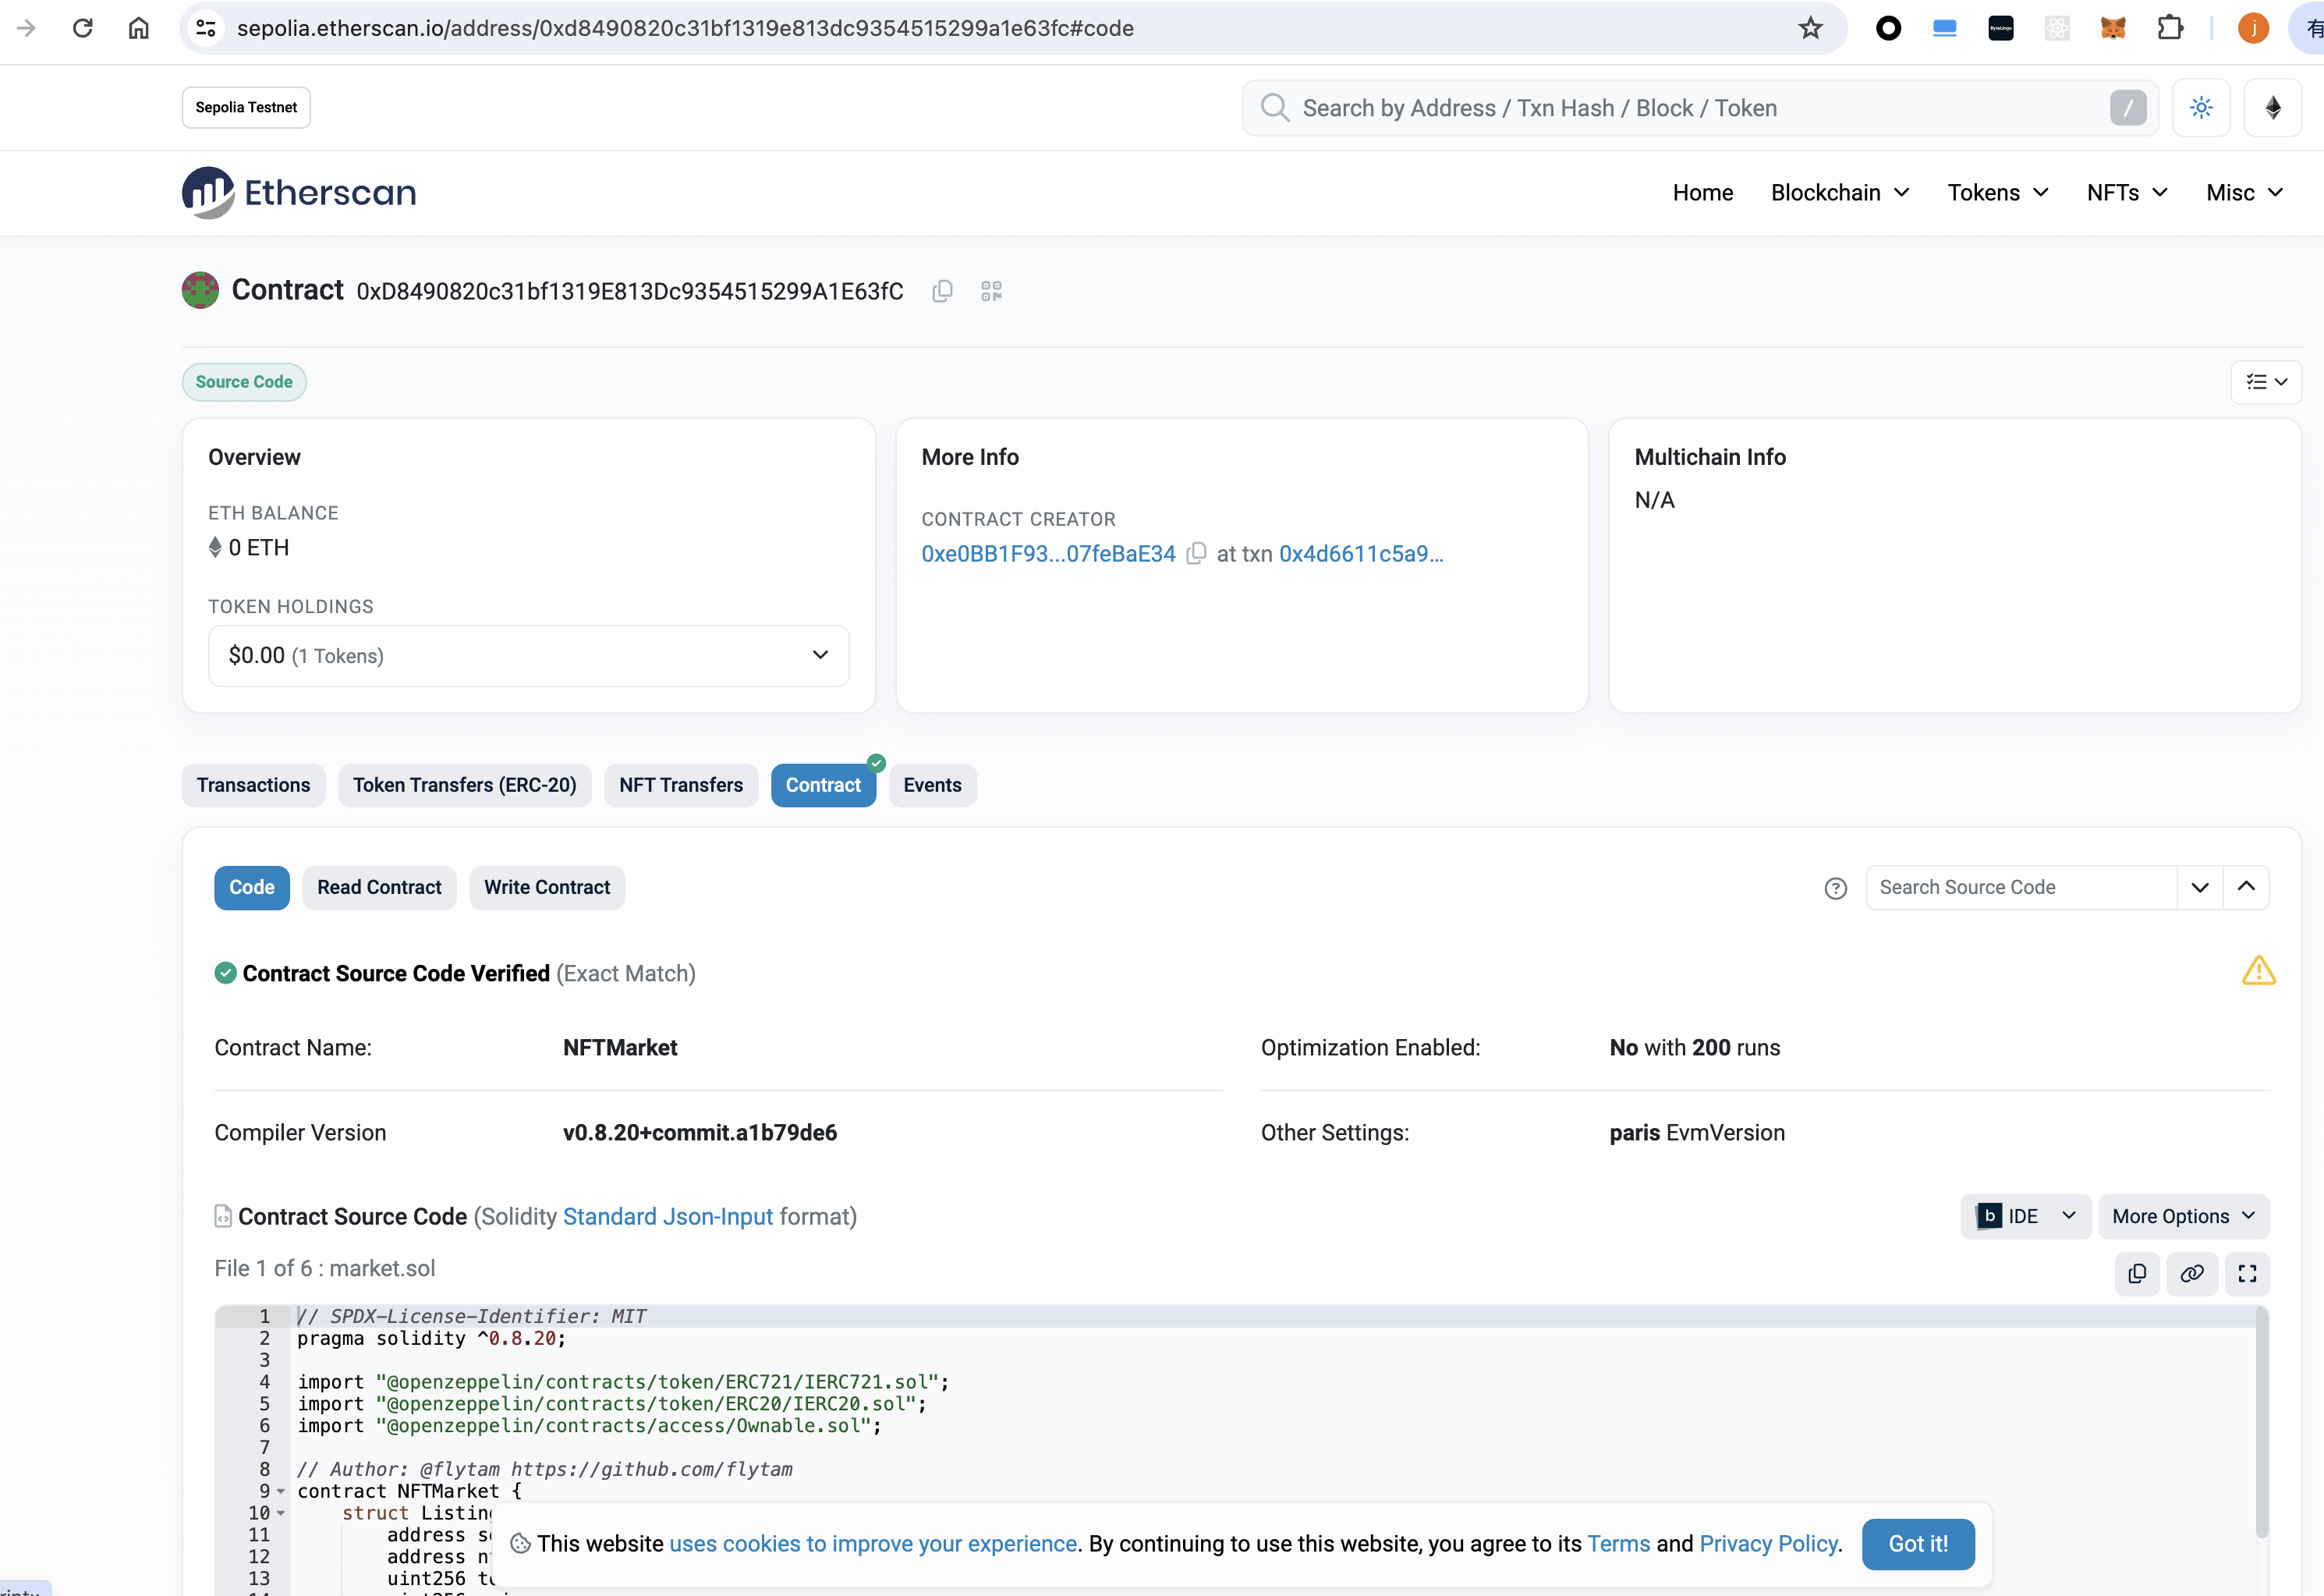 sepolia.etherscan.io/address/0xd8490820c31bf1319e813dc9354515299a1e63fc#code
j
有
Sepolia Testnet
Search by Address / Txn Hash / Block / Token
/
Etherscan
Home Blockchain Tokens NFTs Misc
Contract 0xD8490820c31bf1319E813Dc9354515299A1E63fC
Source Code
Overview
ETH BALANCE
0 ETH
TOKEN HOLDINGS
$0.00 (1 Tokens)
More Info
CONTRACT CREATOR
0xe0BB1F93...07feBaE34 at txn 0x4d6611c5a9...
Multichain Info
N/A
Transactions Token Transfers (ERC-20) NFT Transfers Contract Events
Code Read Contract Write Contract
? Search Source Code
Contract Source Code Verified (Exact Match)
Contract Name: NFTMarket
Optimization Enabled: No with 200 runs
Compiler Version v0.8.20+commit.a1b79de6
Other Settings: paris EvmVersion
Contract Source Code (Solidity Standard Json-Input format)
b IDE More Options
File 1 of 6 : market.sol
1 // SPDX-License-Identifier: MIT
2 pragma solidity ^0.8.20;
3
4 import "@openzeppelin/contracts/token/ERC721/IERC721.sol";
5 import "@openzeppelin/contracts/token/ERC20/IERC20.sol";
6 import "@openzeppelin/contracts/access/Ownable.sol";
7
8 // Author: @flytam https://github.com/flytam
9 contract NFTMarket {
10 struct Listin
11 address s
12 address n
13 uint256 t
This website uses cookies to improve your experience. By continuing to use this website, you agree to its Terms and Privacy Policy. Got it!